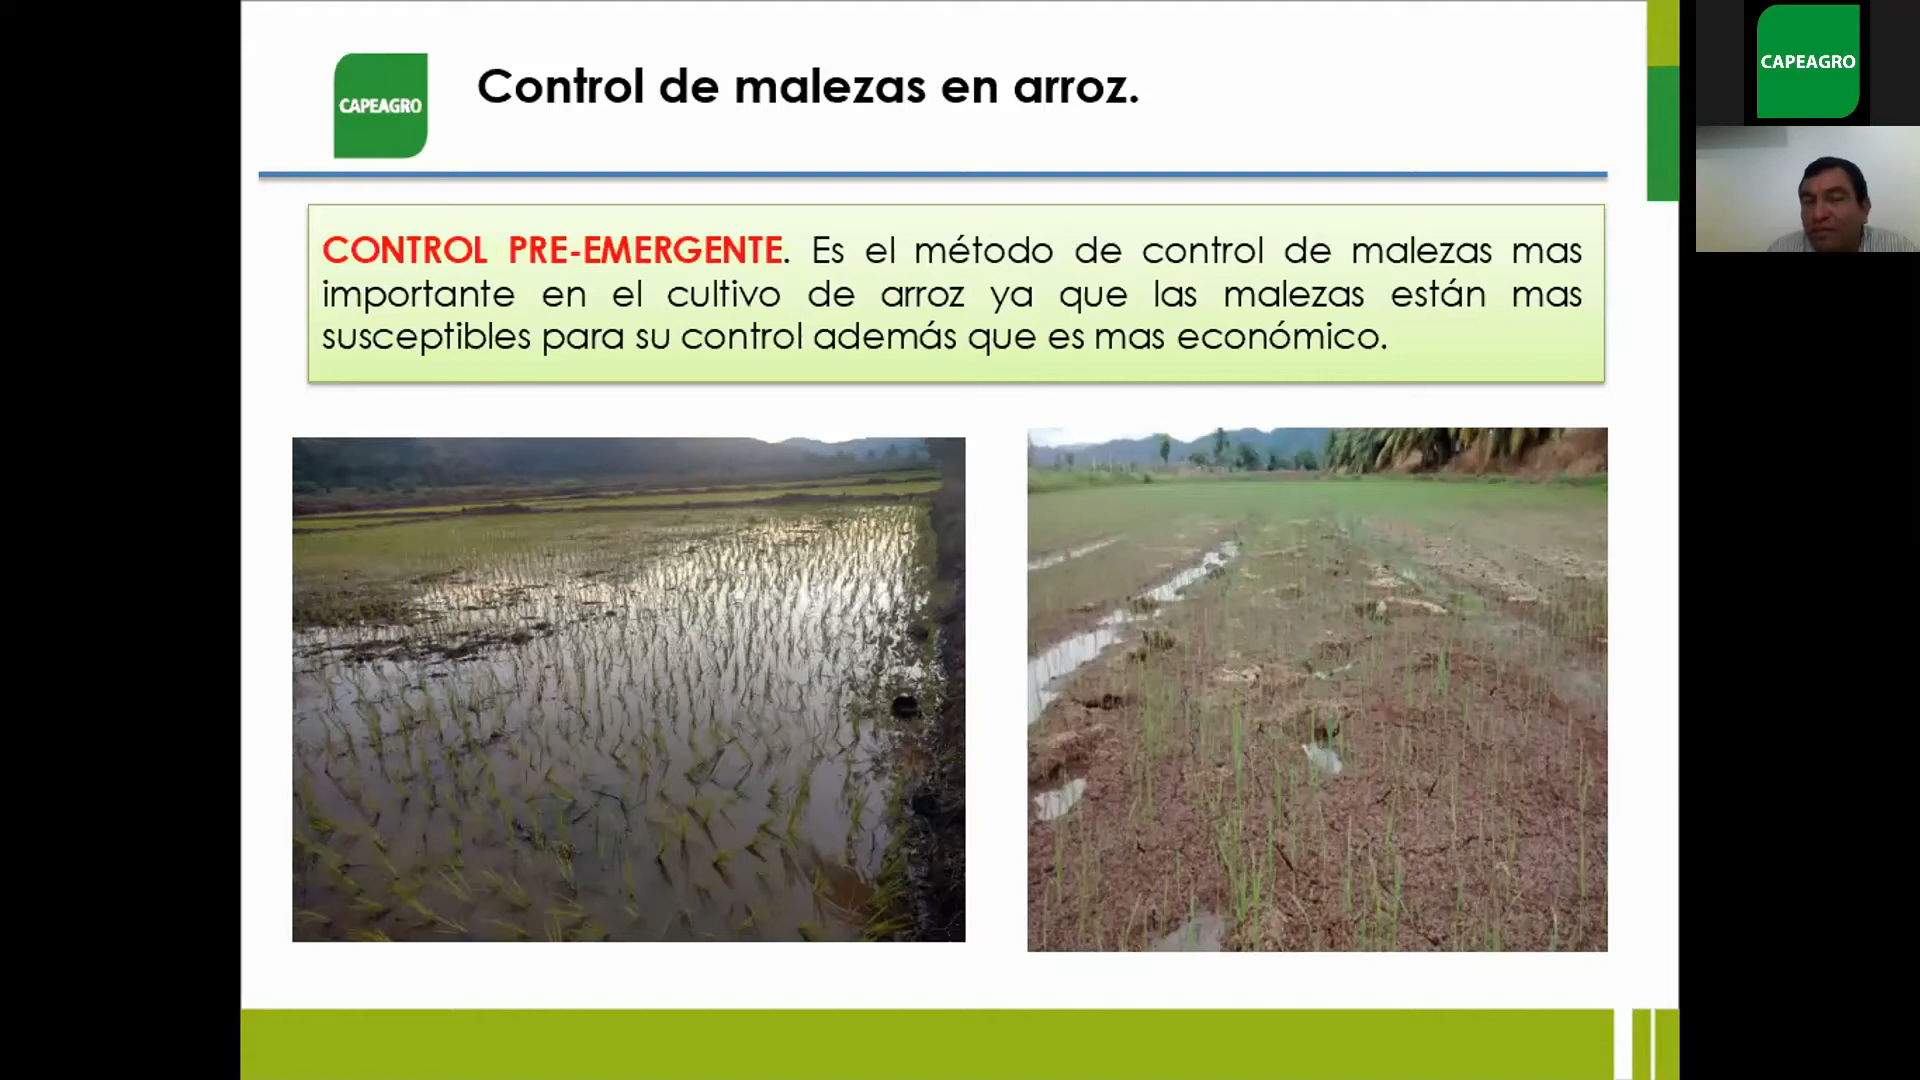 CAPEAGRO
Control de malezas en arroz.
CAPEAGRO
CONTROL PRE-EMERGENTE. Es el método de control de malezas mas
importante en el cultivo de arroz ya que las malezas están mas
susceptibles para su control además que es mas económico.